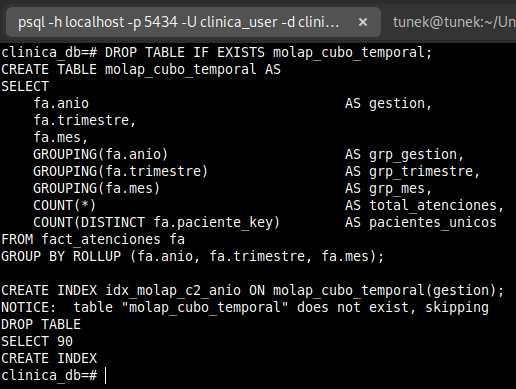 psql -h localhost -p 5434 -U clinica_user -d clini... ×
tunek@tunek:~/Un
clinica_db=# DROP TABLE IF EXISTS molap_cubo_temporal;
CREATE TABLE molap_cubo_temporal AS
SELECT
    fa.anio                      AS gestion,
    fa.trimestre,
    fa.mes,
    GROUPING(fa.anio)            AS grp_gestion,
    GROUPING(fa.trimestre)       AS grp_trimestre,
    GROUPING(fa.mes)             AS grp_mes,
    COUNT(*)                     AS total_atenciones,
    COUNT(DISTINCT fa.paciente_key)    AS pacientes_unicos
FROM fact_atenciones fa
GROUP BY ROLLUP (fa.anio, fa.trimestre, fa.mes);

CREATE INDEX idx_molap_c2_anio ON molap_cubo_temporal(gestion);
NOTICE:  table "molap_cubo_temporal" does not exist, skipping
DROP TABLE
SELECT 90
CREATE INDEX
clinica_db=#